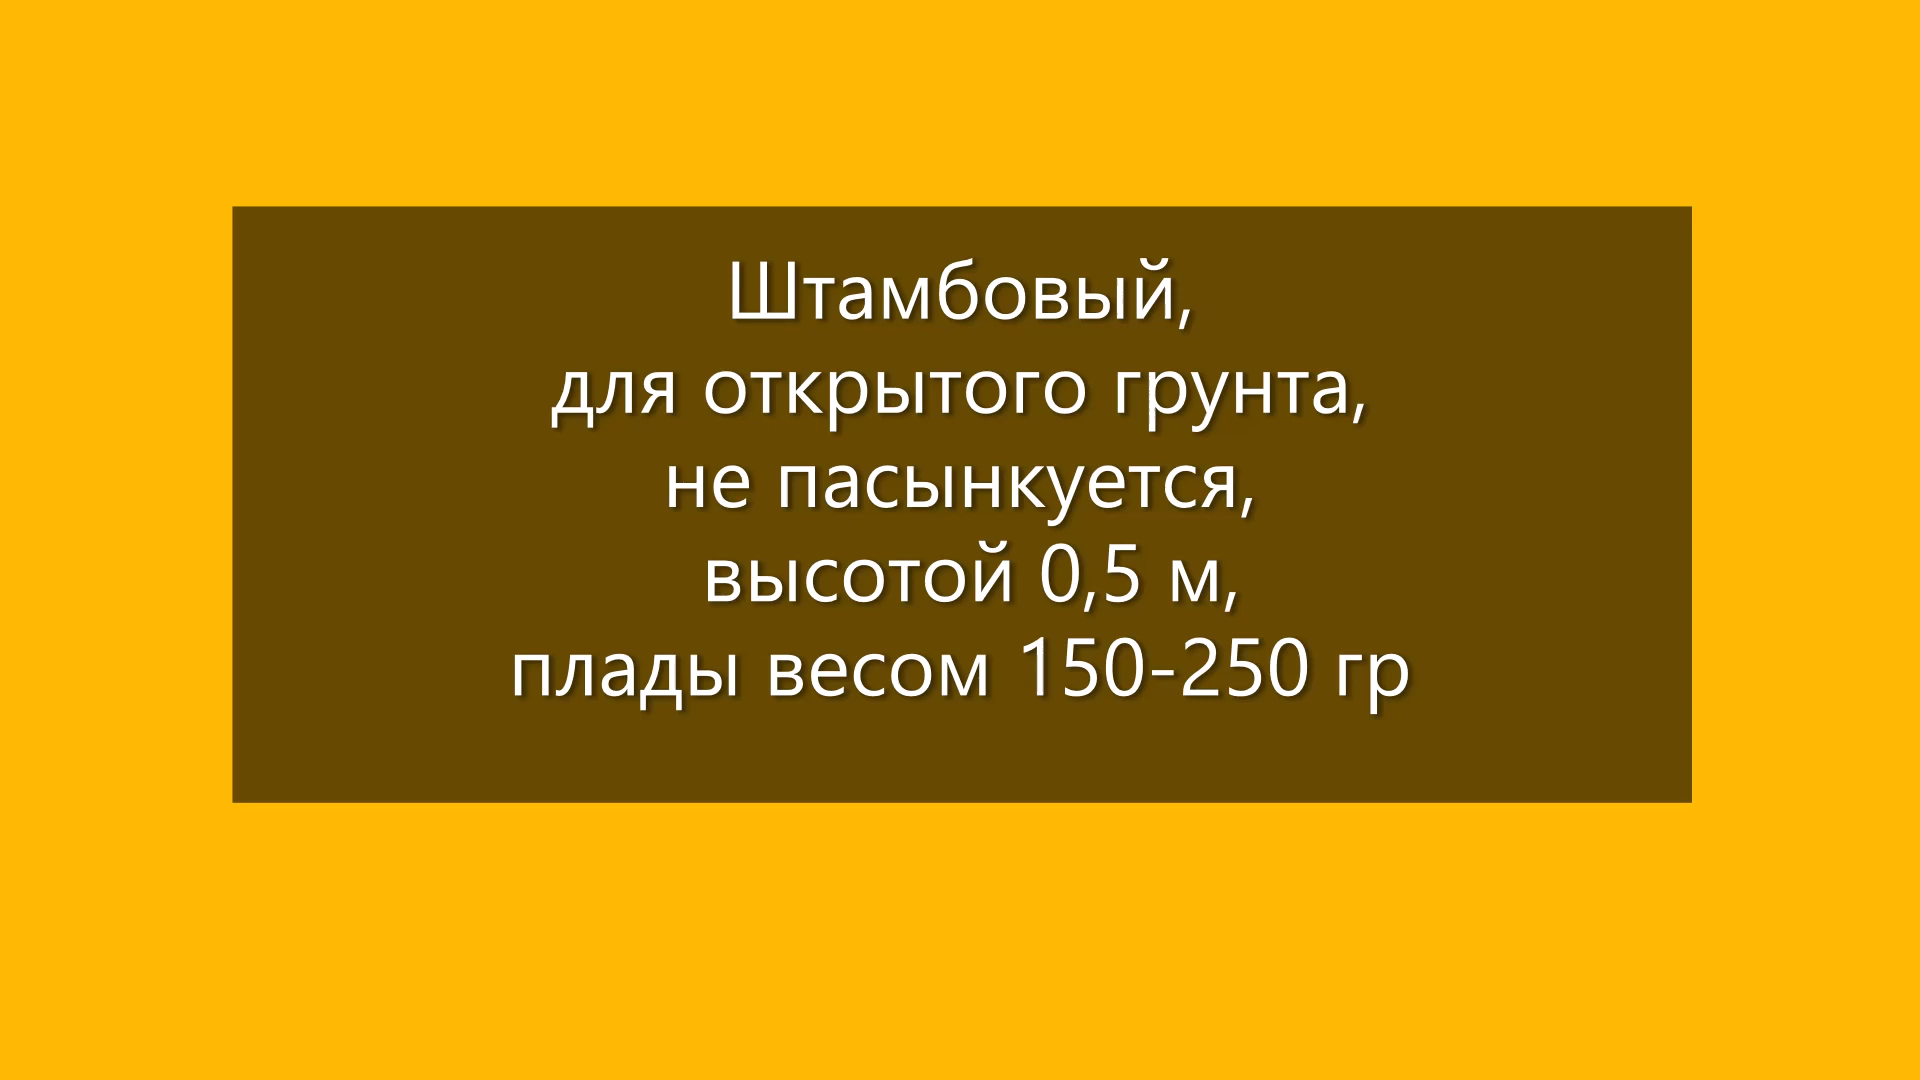 Штамбовый,
для открытого грунта,
не пасынкуется,
высотой 0,5 м,
плады весом 150-250 гр